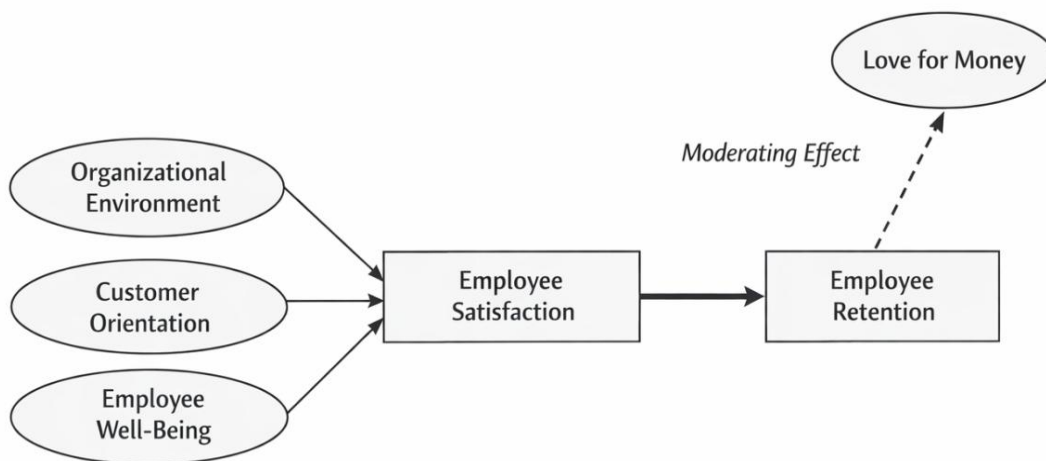 Love for Money
Moderating Effect
Organizational
Environment
Customer
Orientation
Employee
Well-Being
Employee
Satisfaction
Employee
Retention